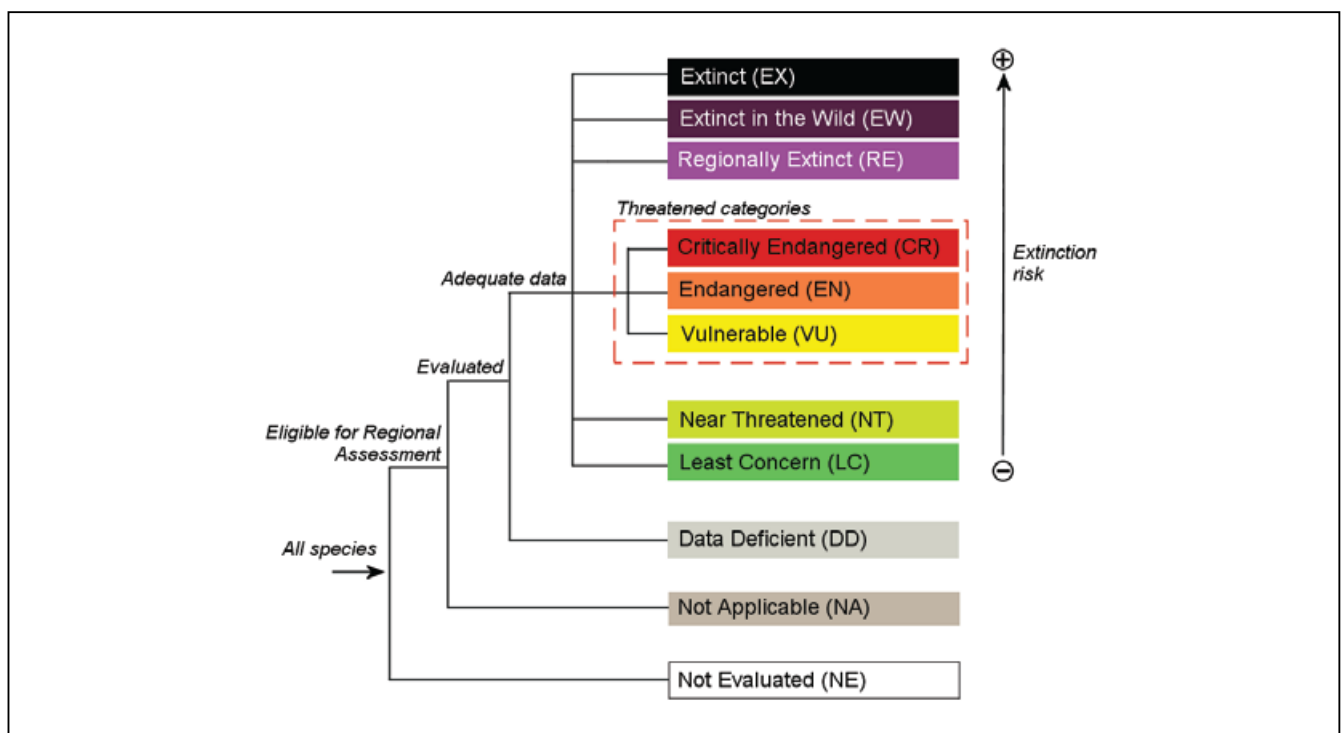 Extinct (EX)
Extinct in the Wild (EW)
Regionally Extinct (RE)
Threatened categories
Critically Endangered (CR)
Extinction
risk
Adequate data
Endangered (EN)
Vulnerable (VU)
Evaluated
Near Threatened (NT)
Eligible for Regional
Assessment
Least Concern (LC)
Data Deficient (DD)
All species
Not Applicable (NA)
Not Evaluated (NE)